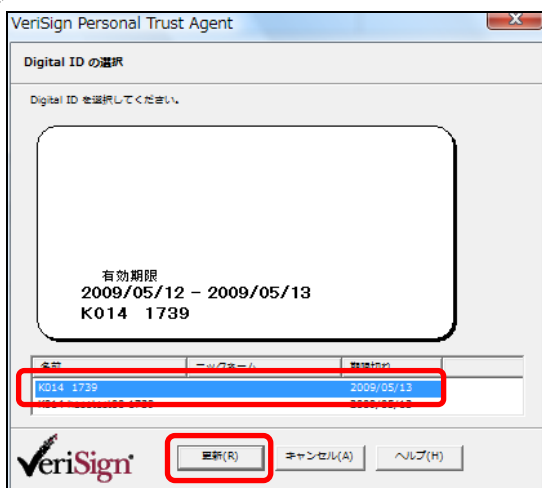 VeriSign Personal Trust Agent
Digital ID の選択
Digital ID を選択してください。
有効期限
2009/05/12 – 2009/05/13
K014 1739
名前 ニックネーム 期限切れ
K014 1739 2009/05/13
VeriSign
更新(R) キャンセル(A) ヘルプ(H)